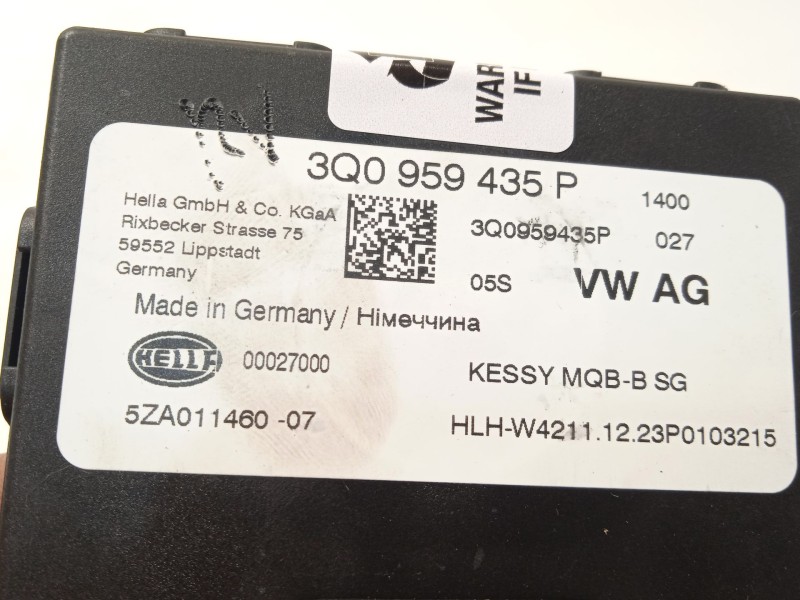 WAR
IF
3Q0 959 435 P
1400
Hella GmbH & Co. KGaA
Rixbecker Strasse 75
59552 Lippstadt
Germany
3Q0959435P
027
05S
VW AG
Made in Germany / Німеччина
HELLA
00027000
KESSY MQB-B SG
5ZA011460 -07
HLH-W4211.12.23P0103215